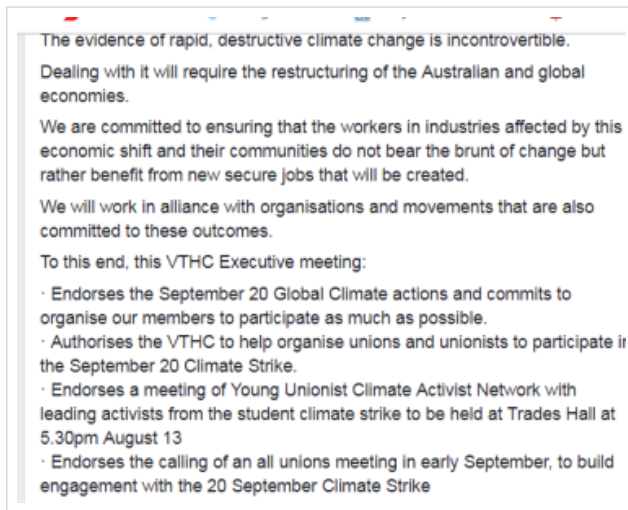 The evidence of rapid, destructive climate change is incontrovertible.
Dealing with it will require the restructuring of the Australian and global
economies.
We are committed to ensuring that the workers in industries affected by this
economic shift and their communities do not bear the brunt of change but
rather benefit from new secure jobs that will be created.
We will work in alliance with organisations and movements that are also
committed to these outcomes.
To this end, this VTHC Executive meeting:
· Endorses the September 20 Global Climate actions and commits to
organise our members to participate as much as possible.
· Authorises the VTHC to help organise unions and unionists to participate in
the September 20 Climate Strike.
· Endorses a meeting of Young Unionist Climate Activist Network with
leading activists from the student climate strike to be held at Trades Hall at
5.30pm August 13
· Endorses the calling of an all unions meeting in early September, to build
engagement with the 20 September Climate Strike